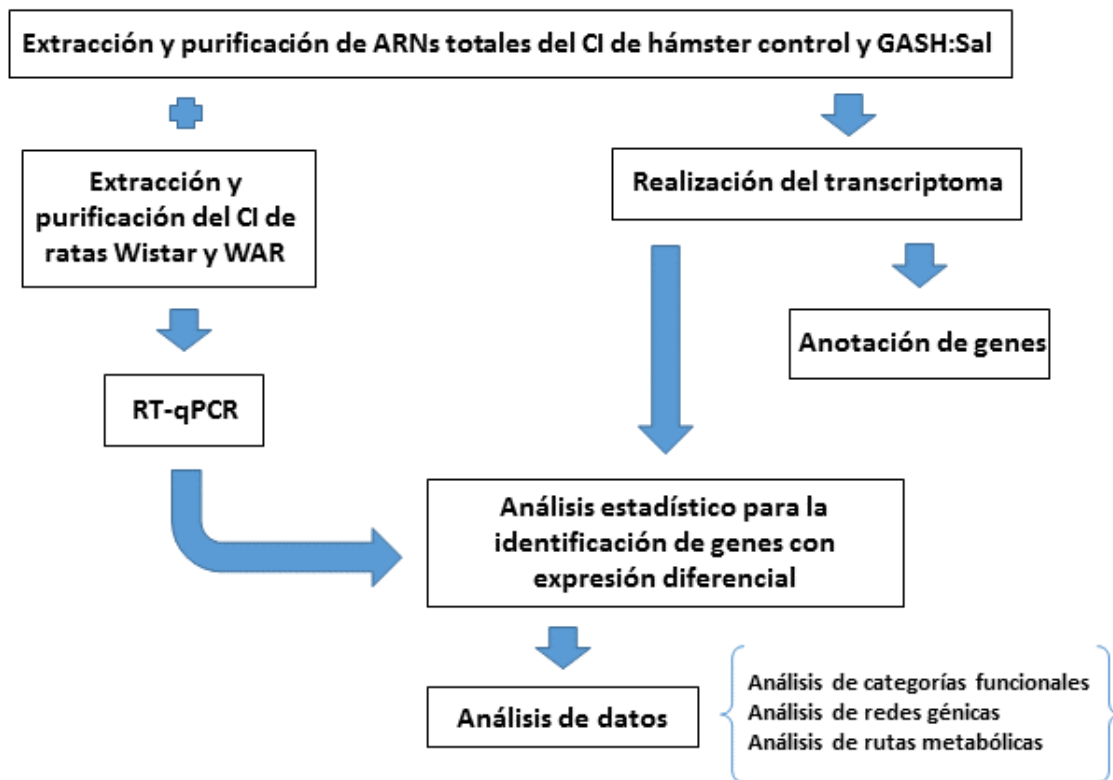 Extracción y purificación de ARNs totales del CI de hámster control y GASH:Sal
Extracción y
purificación del CI de
ratas Wistar y WAR
Realización del transcriptoma
Anotación de genes
RT-qPCR
Análisis estadístico para la
identificación de genes con
expresión diferencial
Análisis de datos
Análisis de categorías funcionales
Análisis de redes génicas
Análisis de rutas metabólicas